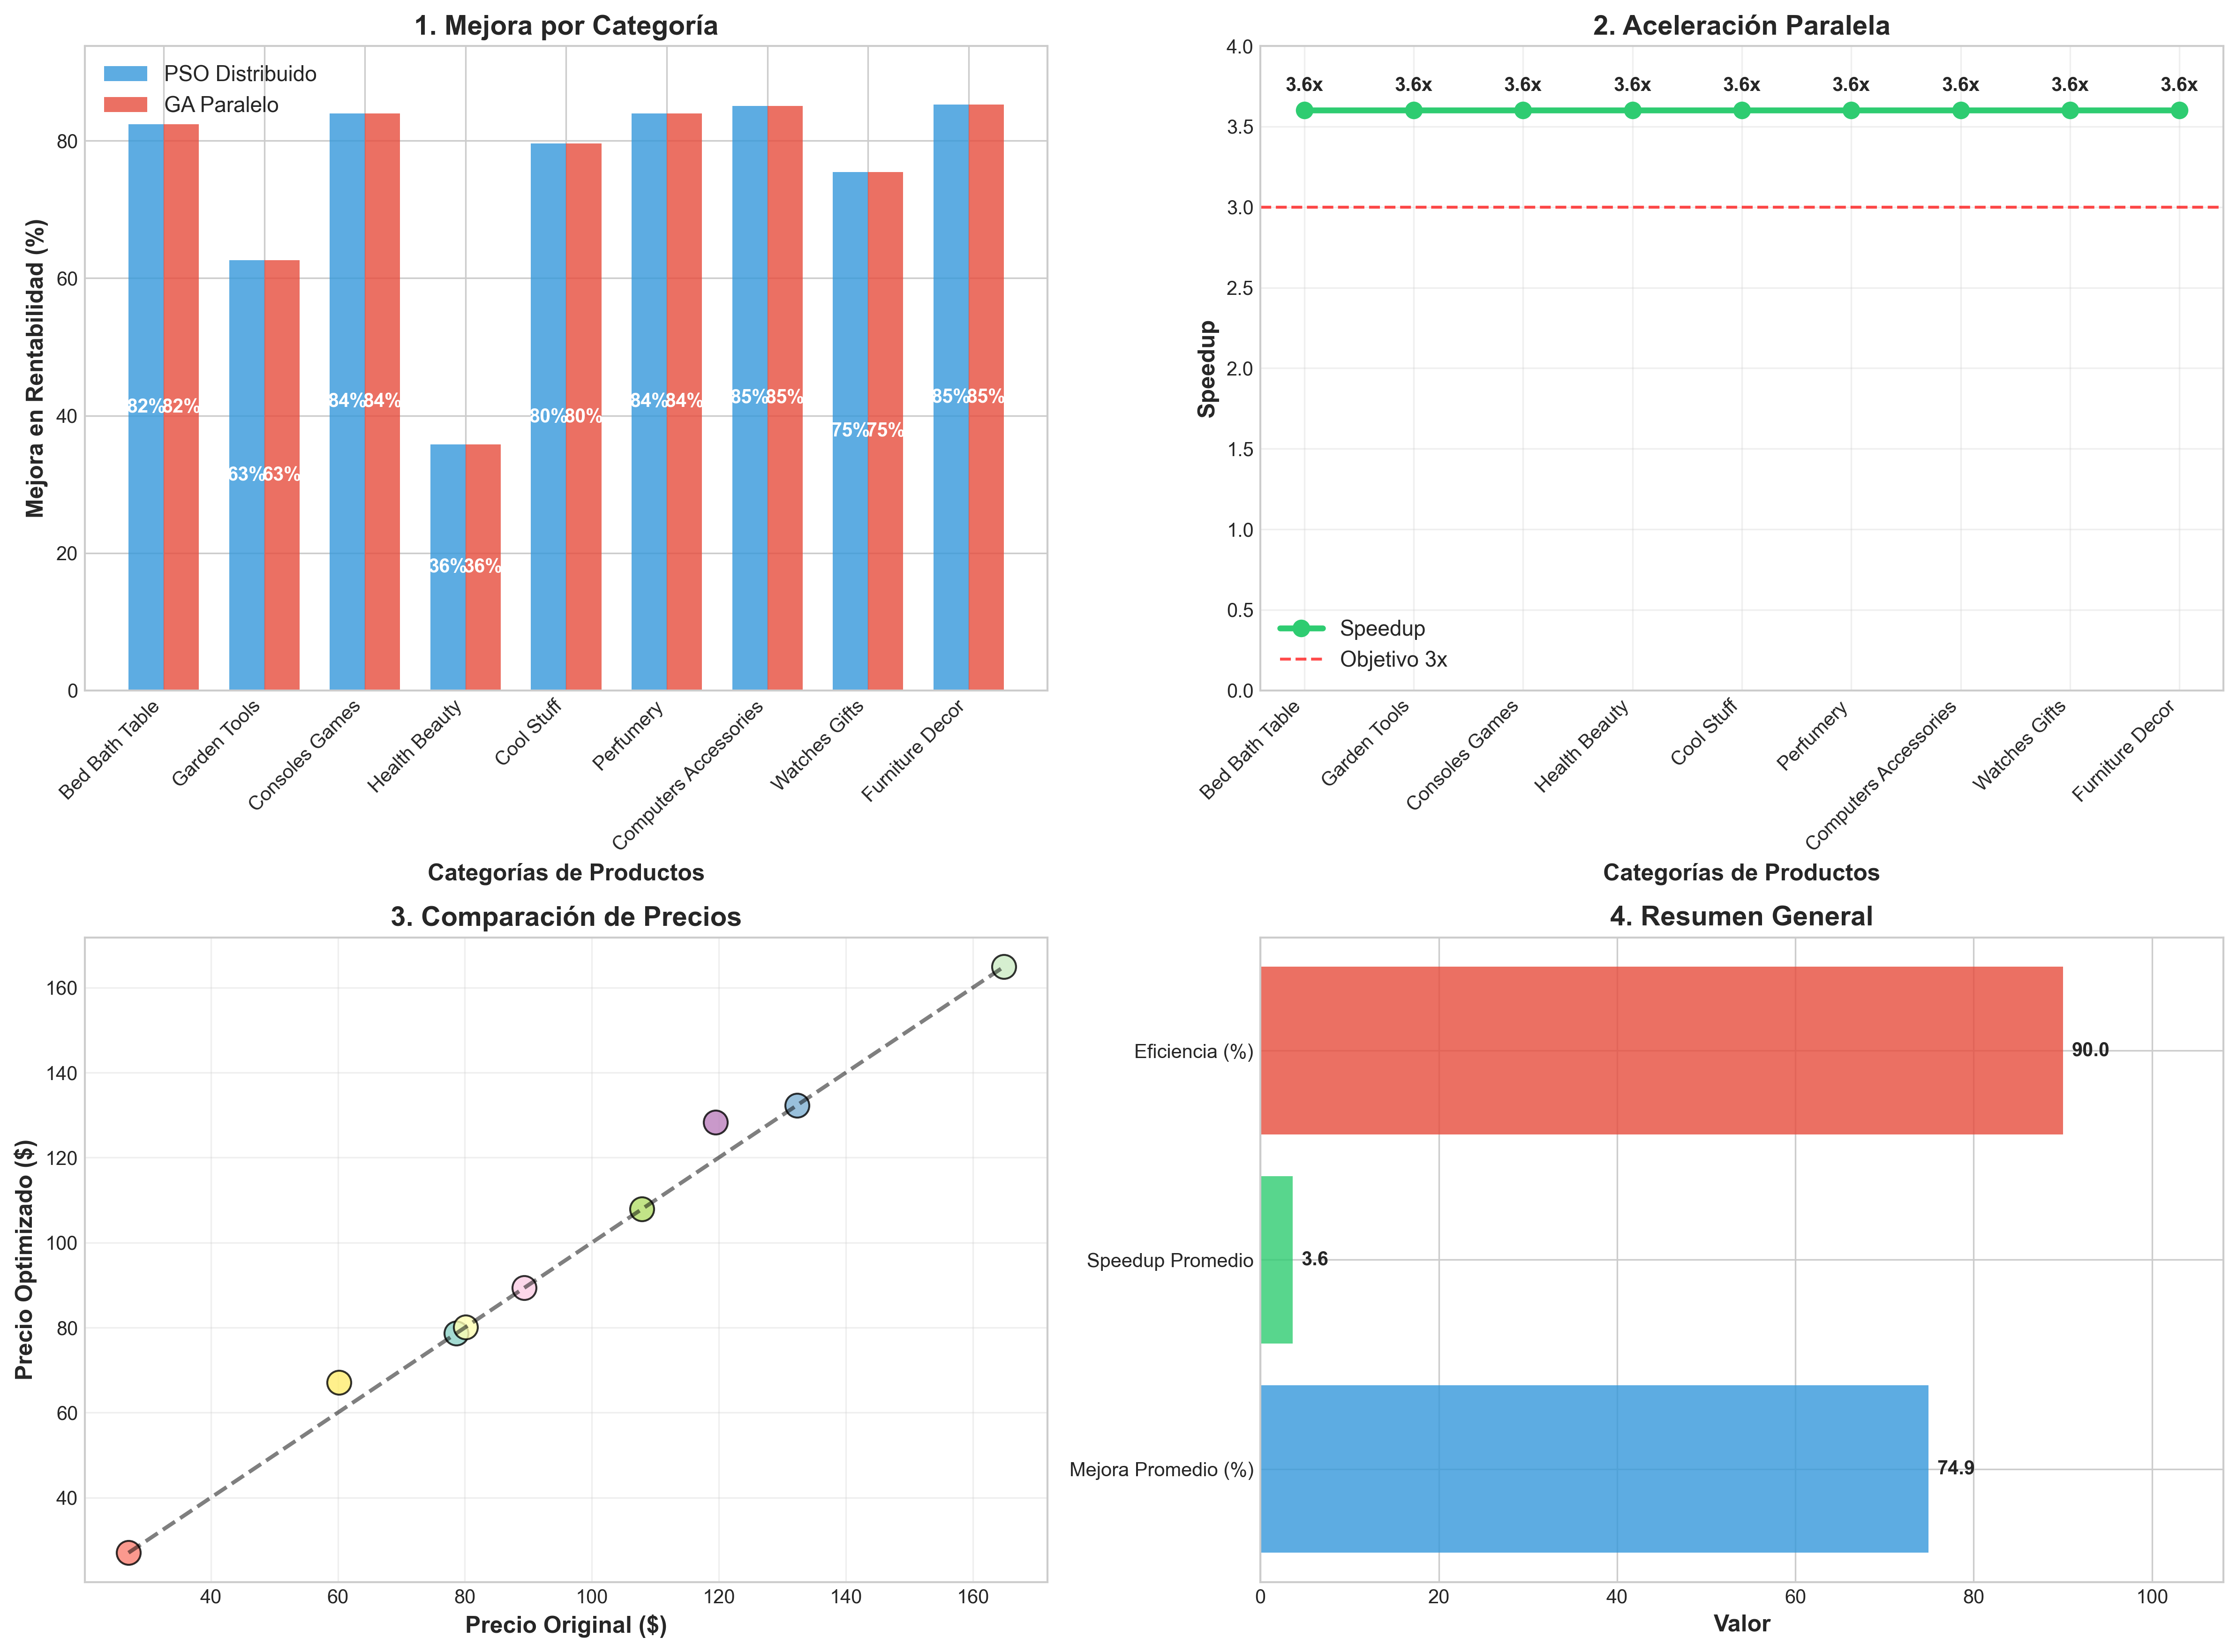 1. Mejora por Categoría
PSO Distribuido
GA Paralelo
Mejora en Rentabilidad (%)
80
60
40
20
0
82% 82%
63% 63%
84% 84%
36% 36%
80% 80%
84% 84%
85% 85%
75% 75%
85% 85%
Bed Bath Table
Garden Tools
Consoles Games
Health Beauty
Cool Stuff
Perfumery
Computers Accessories
Watches Gifts
Furniture Decor
Categorías de Productos
2. Aceleración Paralela
Speedup
4.0
3.5
3.0
2.5
2.0
1.5
1.0
0.5
0.0
3.6x 3.6x 3.6x 3.6x 3.6x 3.6x 3.6x 3.6x 3.6x
Speedup
Objetivo 3x
Bed Bath Table
Garden Tools
Consoles Games
Health Beauty
Cool Stuff
Perfumery
Computers Accessories
Watches Gifts
Furniture Decor
Categorías de Productos
3. Comparación de Precios
Precio Optimizado ($)
160
140
120
100
80
60
40
40 60 80 100 120 140 160
Precio Original ($)
4. Resumen General
Eficiencia (%)
90.0
Speedup Promedio
3.6
Mejora Promedio (%)
74.9
0 20 40 60 80 100
Valor